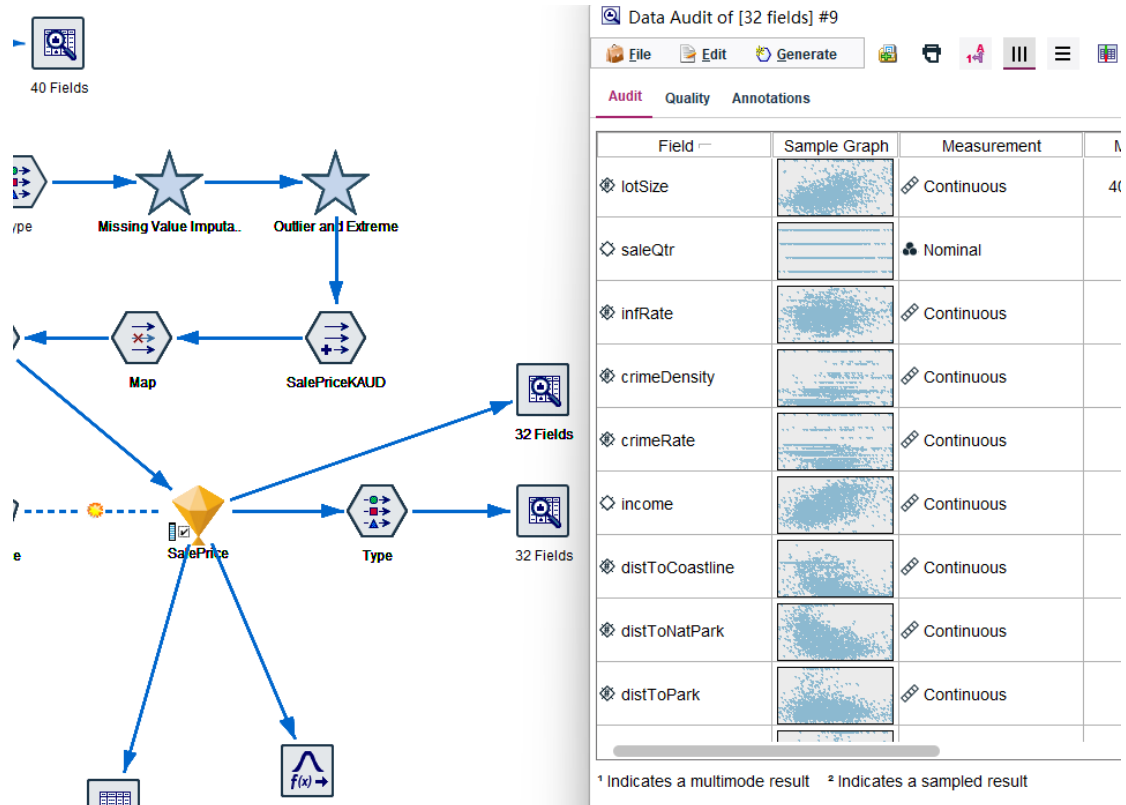 40 Fields
ype
Missing Value Imputa..
Outlier and Extreme
Map
SalePriceKAUD
32 Fields
e
SalePrice
Type
32 Fields
f(x)
Data Audit of [32 fields] #9
File Edit Generate
Audit Quality Annotations
Field Sample Graph Measurement M
lotSize Continuous 40
saleQtr Nominal
infRate Continuous
crimeDensity Continuous
crimeRate Continuous
income Continuous
distToCoastline Continuous
distToNatPark Continuous
distToPark Continuous
¹ Indicates a multimode result ² Indicates a sampled result